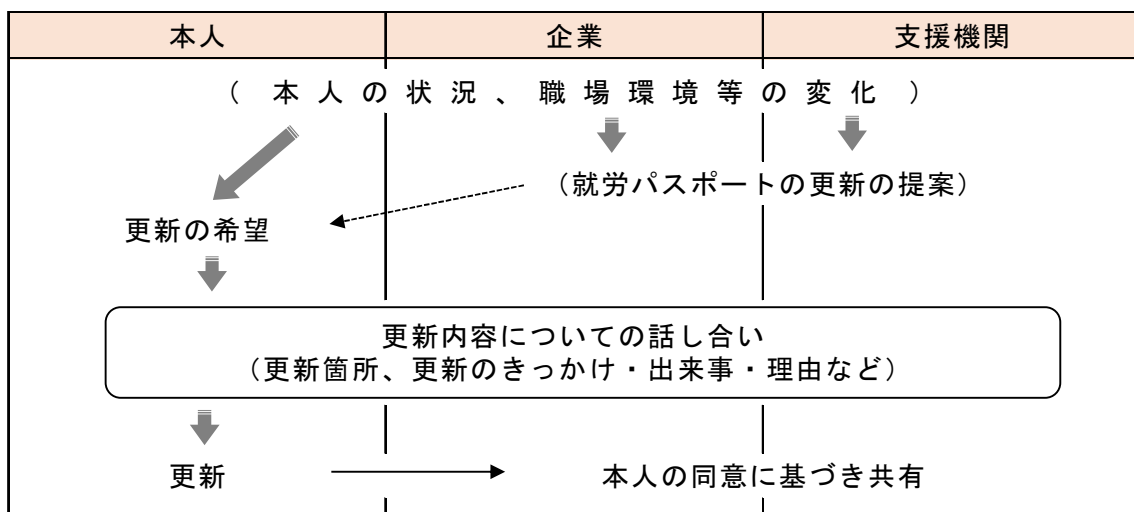 本人 企業 支援機関
（本人の状況、職場環境等の変化）
（就労パスポートの更新の提案）
更新の希望
更新内容についての話し合い
（更新箇所、更新のきっかけ・出来事・理由など）
更新 本人の同意に基づき共有